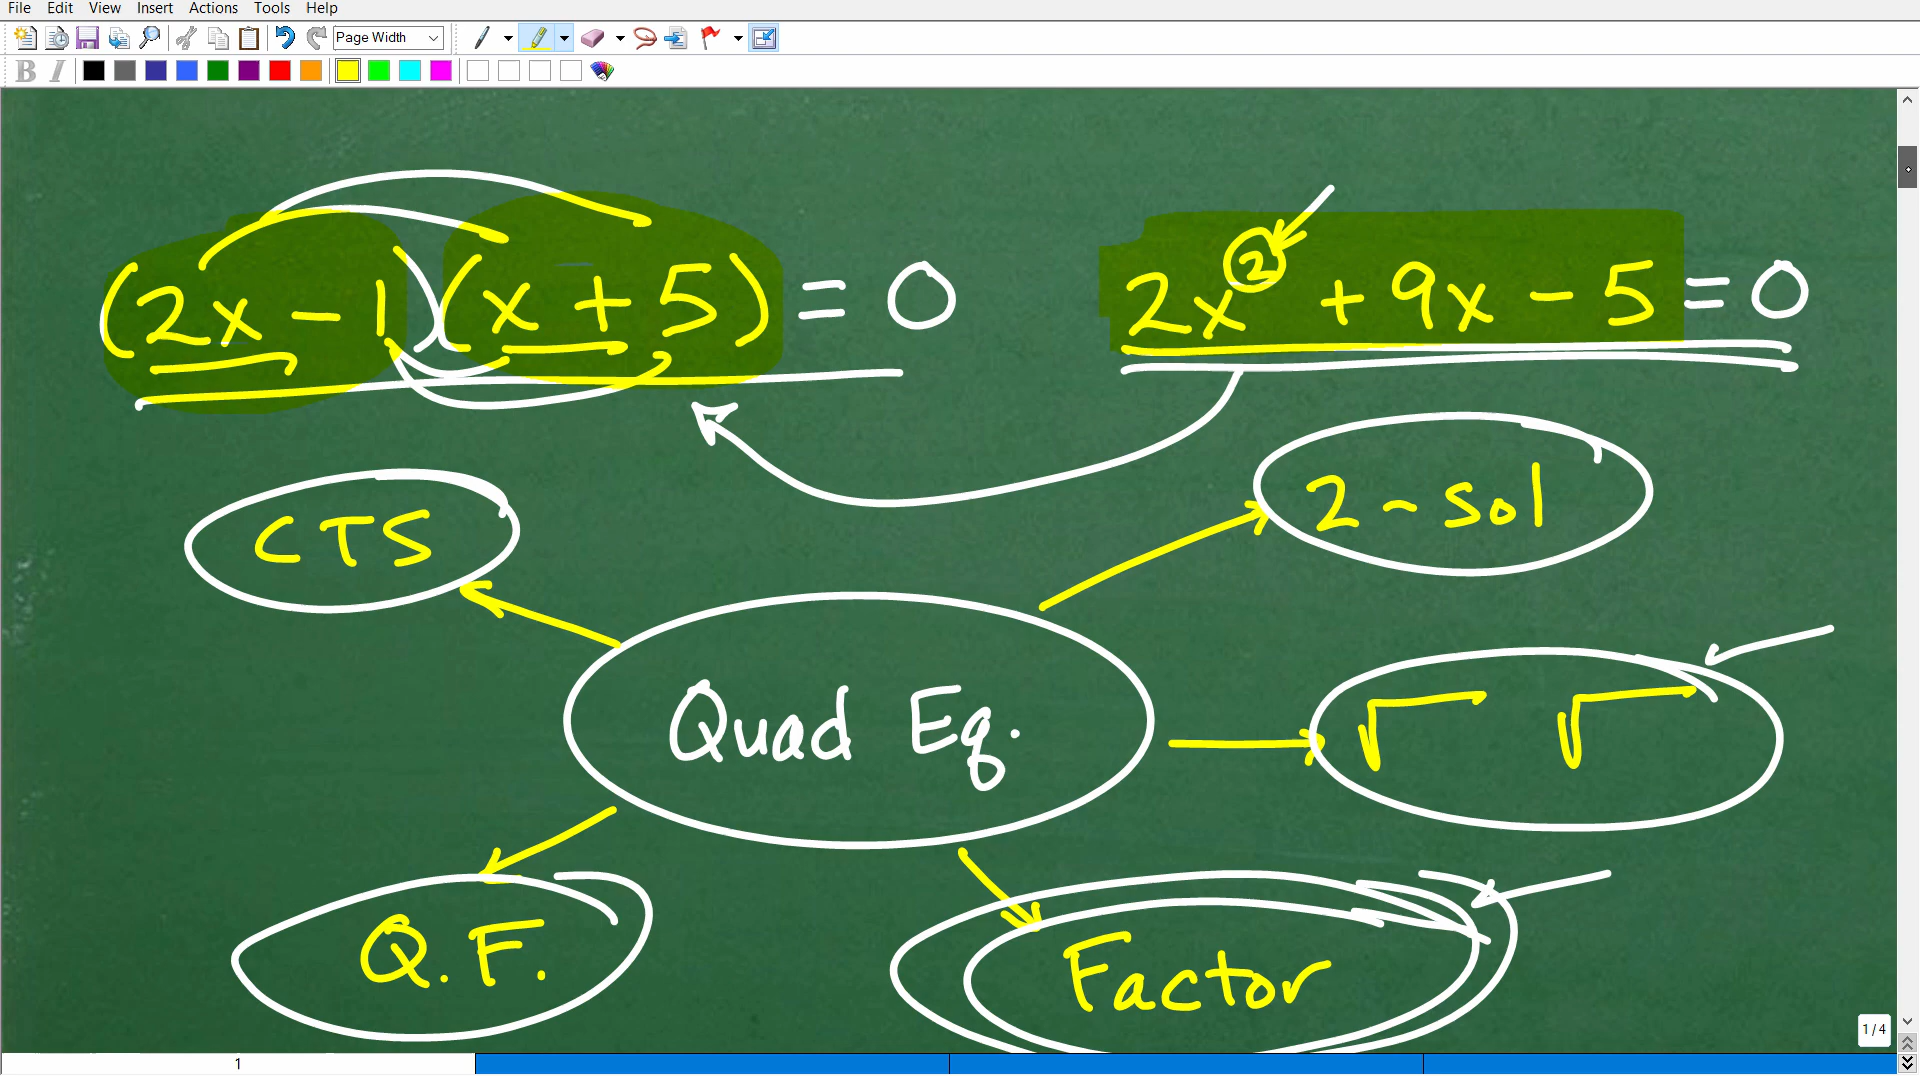 File Edit View Insert Actions Tools Help
Page Width
B I
(2x - 1)(x + 5) = 0
2x² + 9x - 5 = 0
CTS
2 - Sol
Quad Eq.
√ √
Q.F.
Factor
1 / 4
1